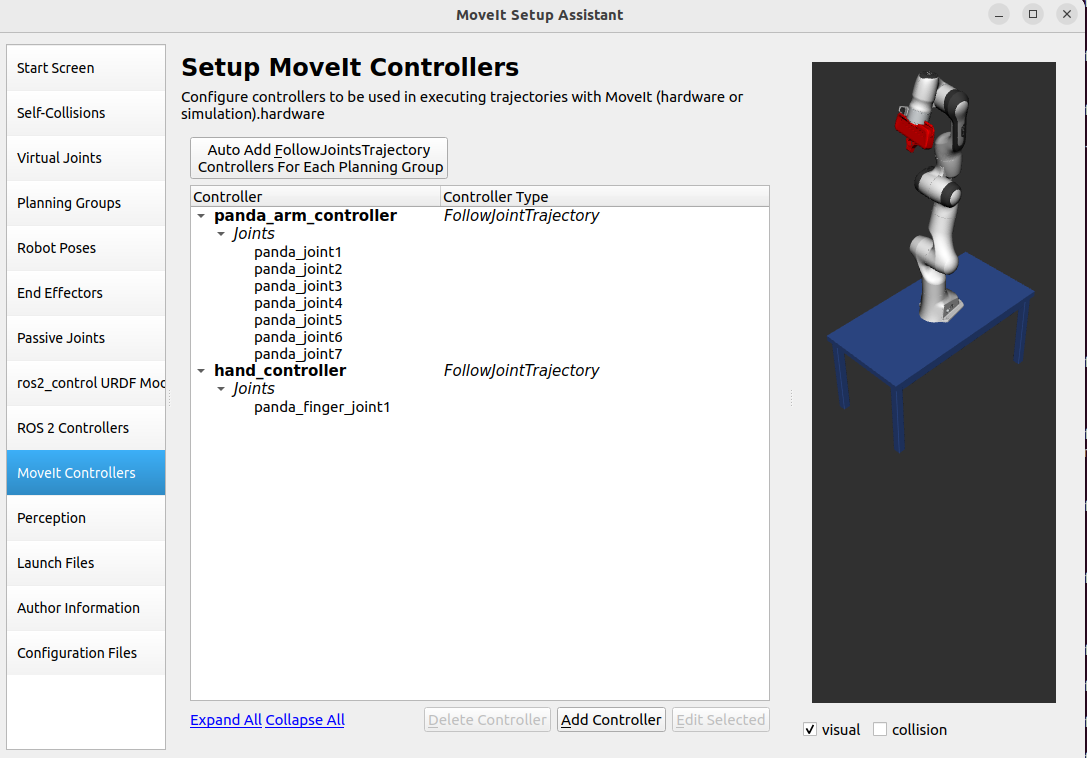 MoveIt Setup Assistant
Start Screen
Self-Collisions
Virtual Joints
Planning Groups
Robot Poses
End Effectors
Passive Joints
ros2_control URDF Moc
ROS 2 Controllers
MoveIt Controllers
Perception
Launch Files
Author Information
Configuration Files
Setup MoveIt Controllers
Configure controllers to be used in executing trajectories with MoveIt (hardware or
simulation).hardware
Auto Add FollowJointsTrajectory
Controllers For Each Planning Group
Controller Controller Type
panda_arm_controller FollowJointTrajectory
Joints
panda_joint1
panda_joint2
panda_joint3
panda_joint4
panda_joint5
panda_joint6
panda_joint7
hand_controller FollowJointTrajectory
Joints
panda_finger_joint1
Expand All Collapse All Delete Controller Add Controller Edit Selected
visual collision